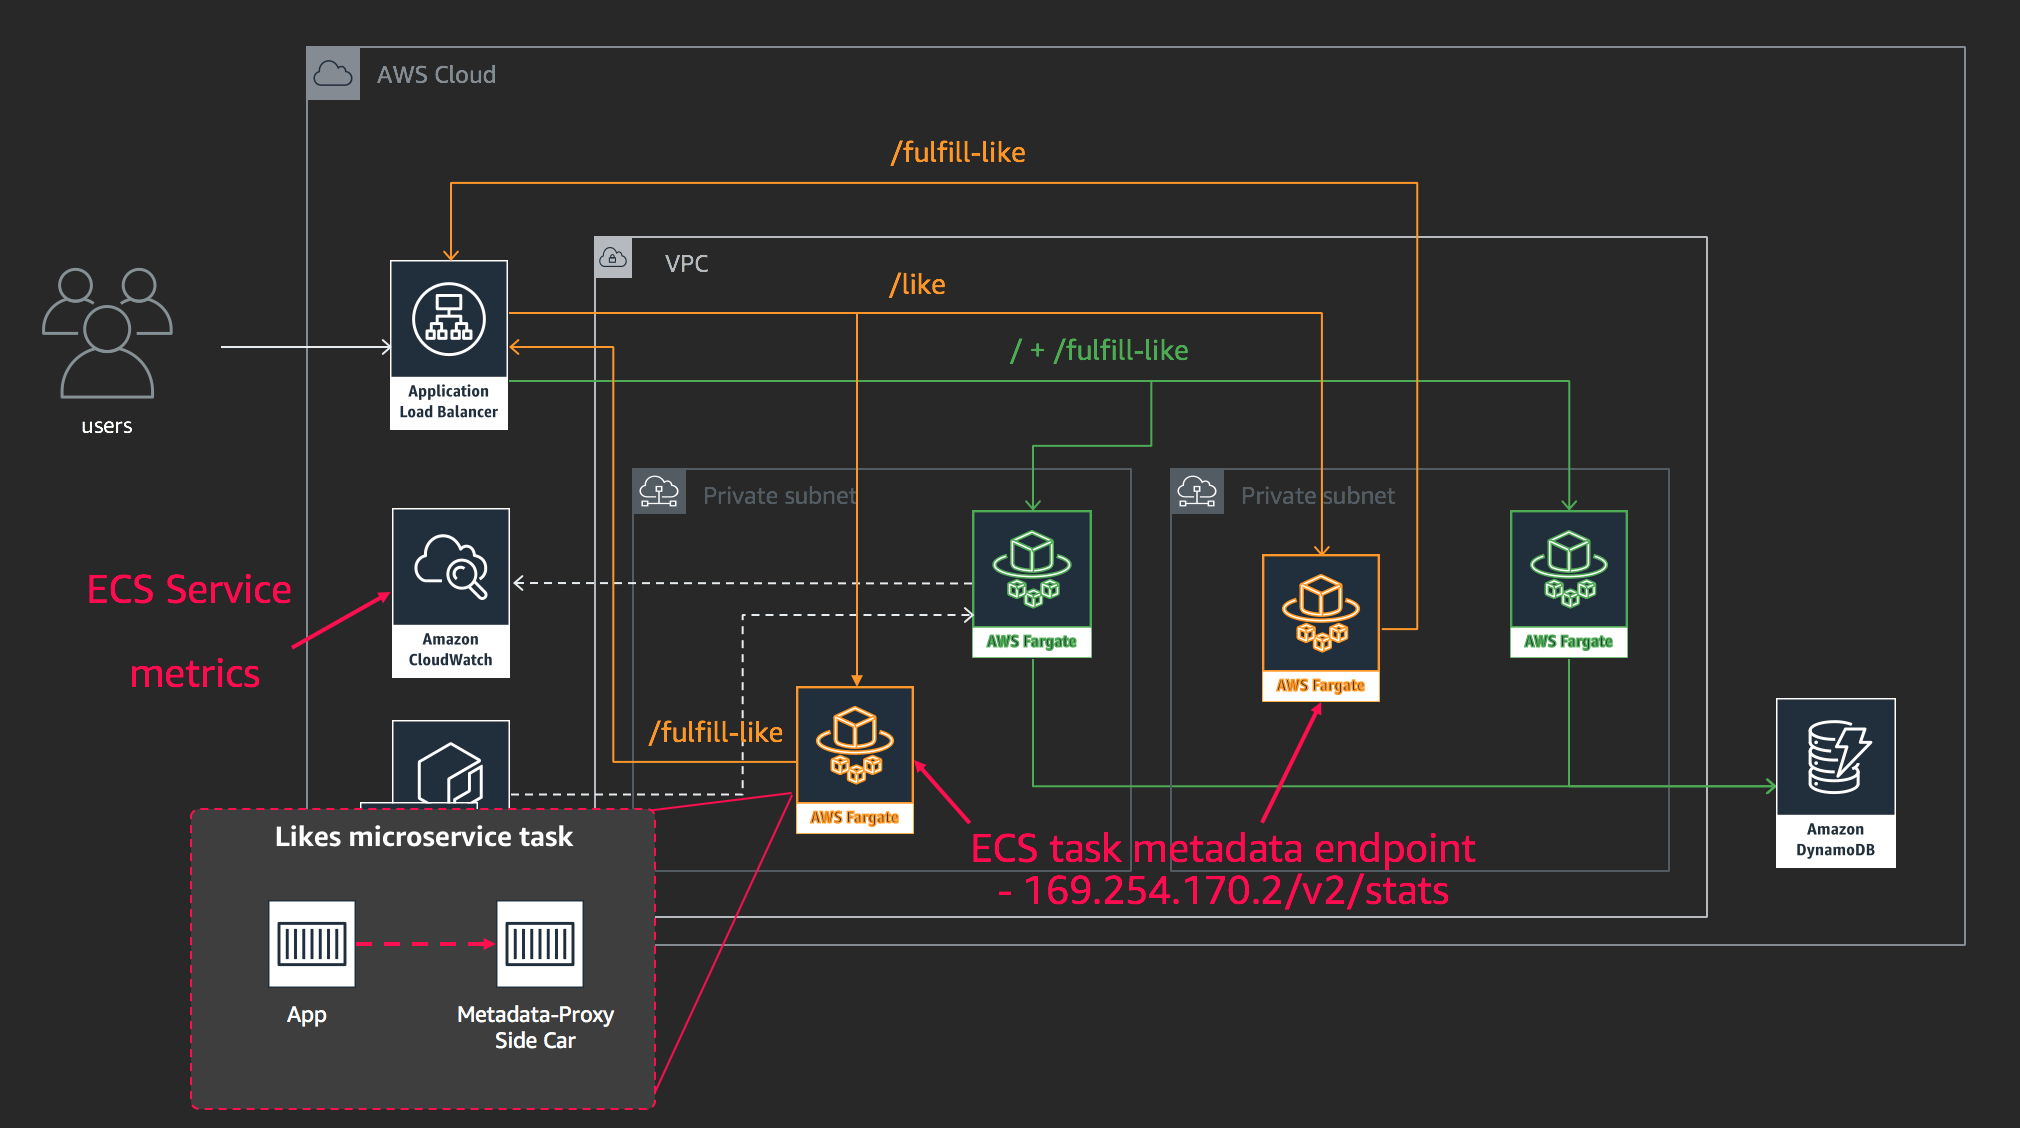 AWS Cloud
/fulfill-like
VPC
/like
/ + /fulfill-like
Application
Load Balancer
users
Private subnet
Private subnet
ECS Service
metrics
Amazon
CloudWatch
AWS Fargate
AWS Fargate
AWS Fargate
/fulfill-like
AWS Fargate
Amazon
DynamoDB
ECS task metadata endpoint
- 169.254.170.2/v2/stats
Likes microservice task
App
Metadata-Proxy
Side Car